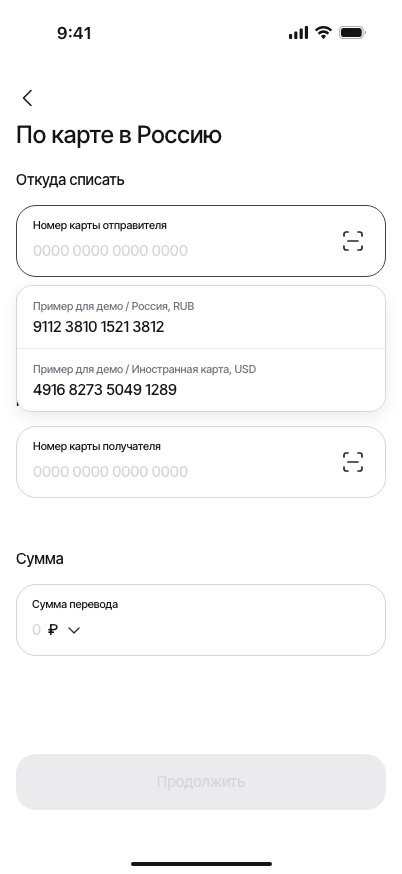 9:41
По карте в Россию
Откуда списать
Номер карты отправителя
0000 0000 0000 0000
Пример для демо / Россия, RUB
9112 3810 1521 3812
Пример для демо / Иностранная карта, USD
4916 8273 5049 1289
Номер карты получателя
0000 0000 0000 0000
Сумма
Сумма перевода
0 ₽
Продолжить